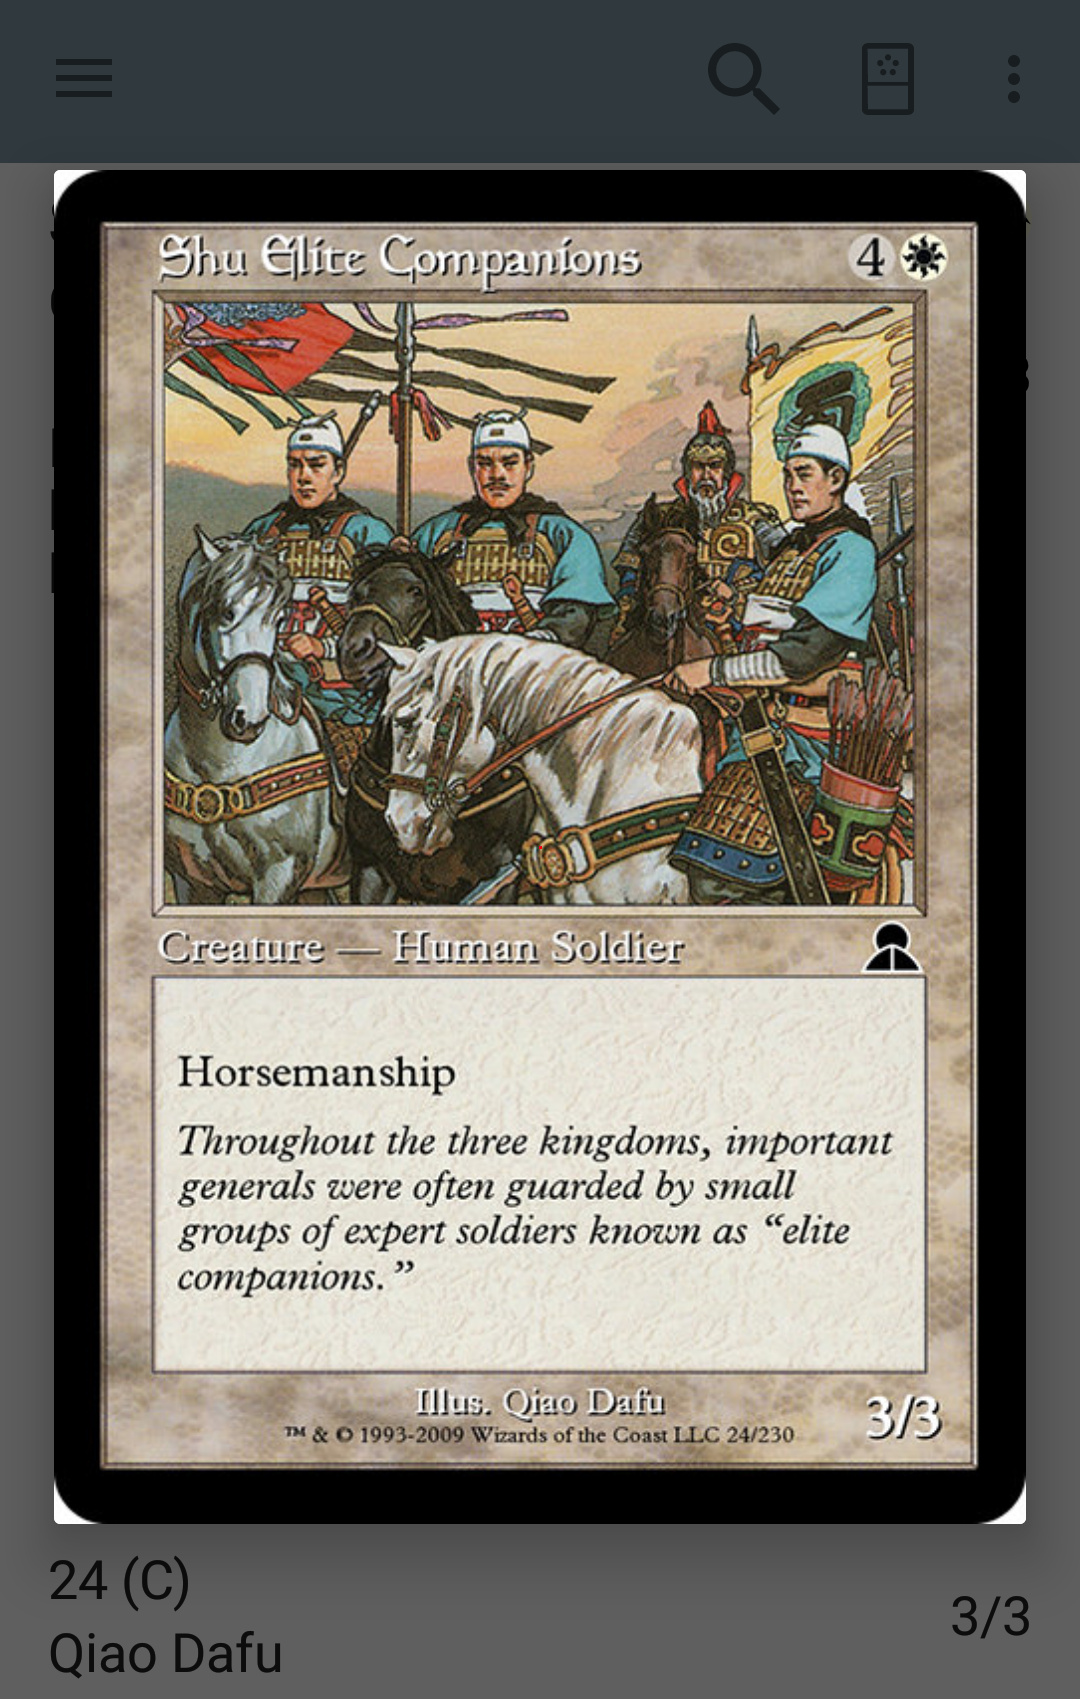 Shu Elite Companions
4
Creature — Human Soldier
Horsemanship
Throughout the three kingdoms, important
generals were often guarded by small
groups of expert soldiers known as “elite
companions.”
Illus. Qiao Dafu
3/3
™ & © 1993-2009 Wizards of the Coast LLC 24/230
24 (C)
3/3
Qiao Dafu